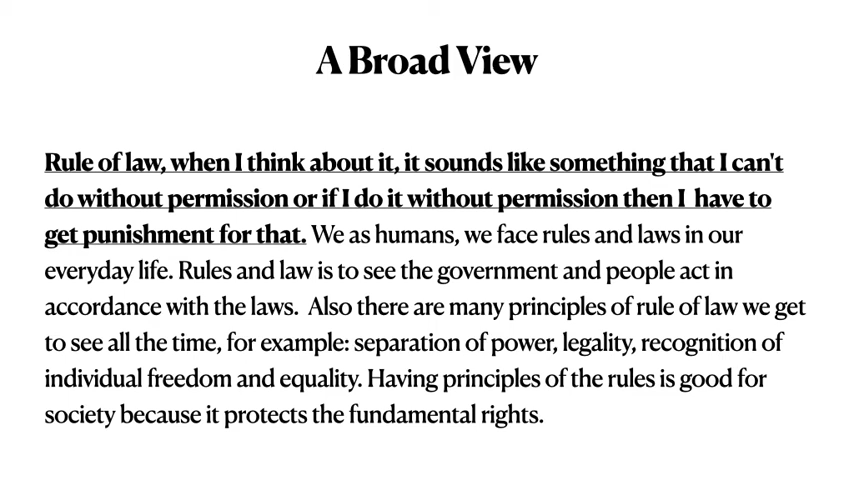 A Broad View
Rule of law, when I think about it, it sounds like something that I can't
do without permission or if I do it without permission then I  have to
get punishment for that. We as humans, we face rules and laws in our
everyday life. Rules and law is to see the government and people act in
accordance with the laws.  Also there are many principles of rule of law we get
to see all the time, for example: separation of power, legality, recognition of
individual freedom and equality. Having principles of the rules is good for
society because it protects the fundamental rights.